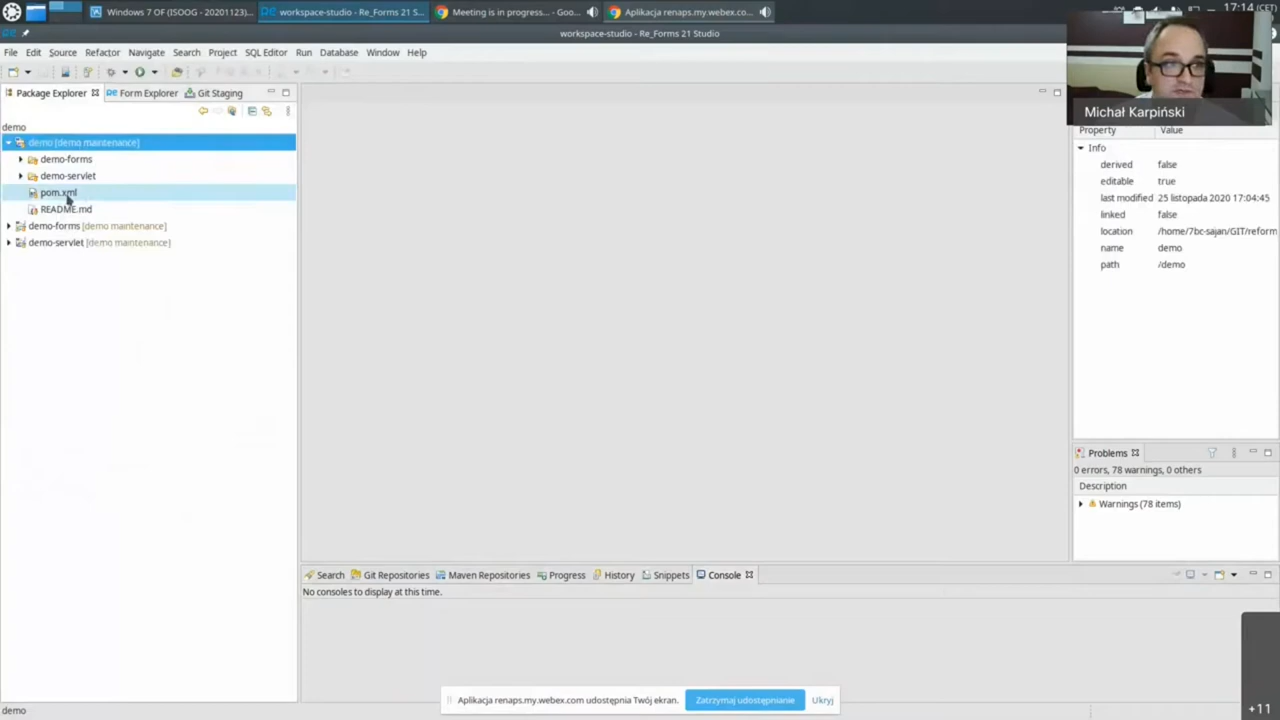 Windows 7 OF (ISOOG - 20201123)...
workspace-studio - Re_Forms 21 S...
Meeting is in progress... - Goo...
Aplikacja renaps.my.webex.co...
17:14 (CET)
workspace-studio - Re_Forms 21 Studio
File Edit Source Refactor Navigate Search Project SQL Editor Run Database Window Help
Michał Karpiński
Package Explorer Form Explorer Git Staging
demo
demo [demo maintenance]
demo-forms
demo-servlet
pom.xml
README.md
demo-forms [demo maintenance]
demo-servlet [demo maintenance]
Property Value
Info
derived false
editable true
last modified 25 listopada 2020 17:04:45
linked false
location /home/7bc-sajan/GIT/reform
name demo
path /demo
Problems
0 errors, 78 warnings, 0 others
Description
Warnings (78 items)
Search Git Repositories Maven Repositories Progress History Snippets Console
No consoles to display at this time.
Aplikacja renaps.my.webex.com udostępnia Twój ekran. Zatrzymaj udostępnianie Ukryj
+11
demo